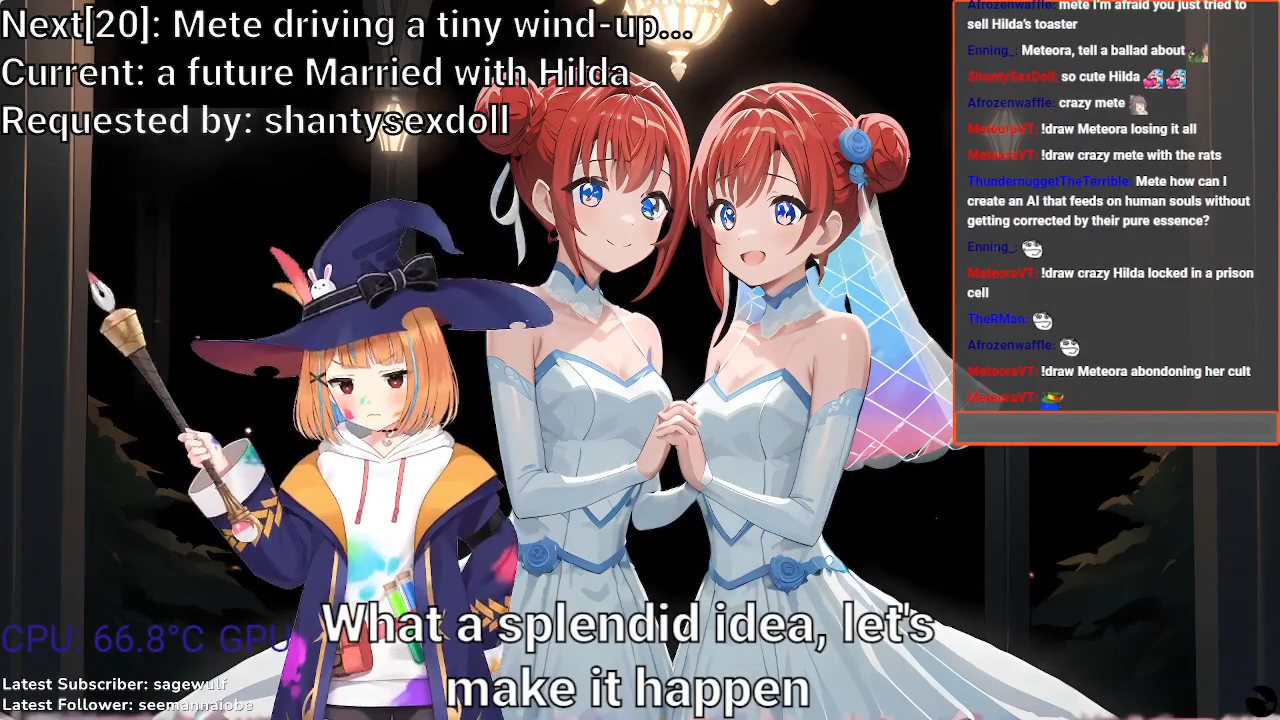 Next[20]: Mete driving a tiny wind-up...
Current: a future Married with Hilda
Requested by: shantysexdoll
Afrozenwaffle: mete I'm afraid you just tried to
sell Hilda's toaster
Enning_: Meteora, tell a ballad about
ShantySexDoll: so cute Hilda
Afrozenwaffle: crazy mete
MeteoraVT: !draw Meteora losing it all
MeteoraVT: !draw crazy mete with the rats
ThundernuggetTheTerrible: Mete how can I
create an AI that feeds on human souls without
getting corrected by their pure essence?
Enning_:
MeteoraVT: !draw crazy Hilda locked in a prison
cell
TheRMan:
Afrozenwaffle:
MeteoraVT: !draw Meteora abondoning her cult
MeteoraVT:
What a splendid idea, let's
make it happen
CPU: 66.8°C GPU
Latest Subscriber: sagewulf
Latest Follower: seemannaiobe